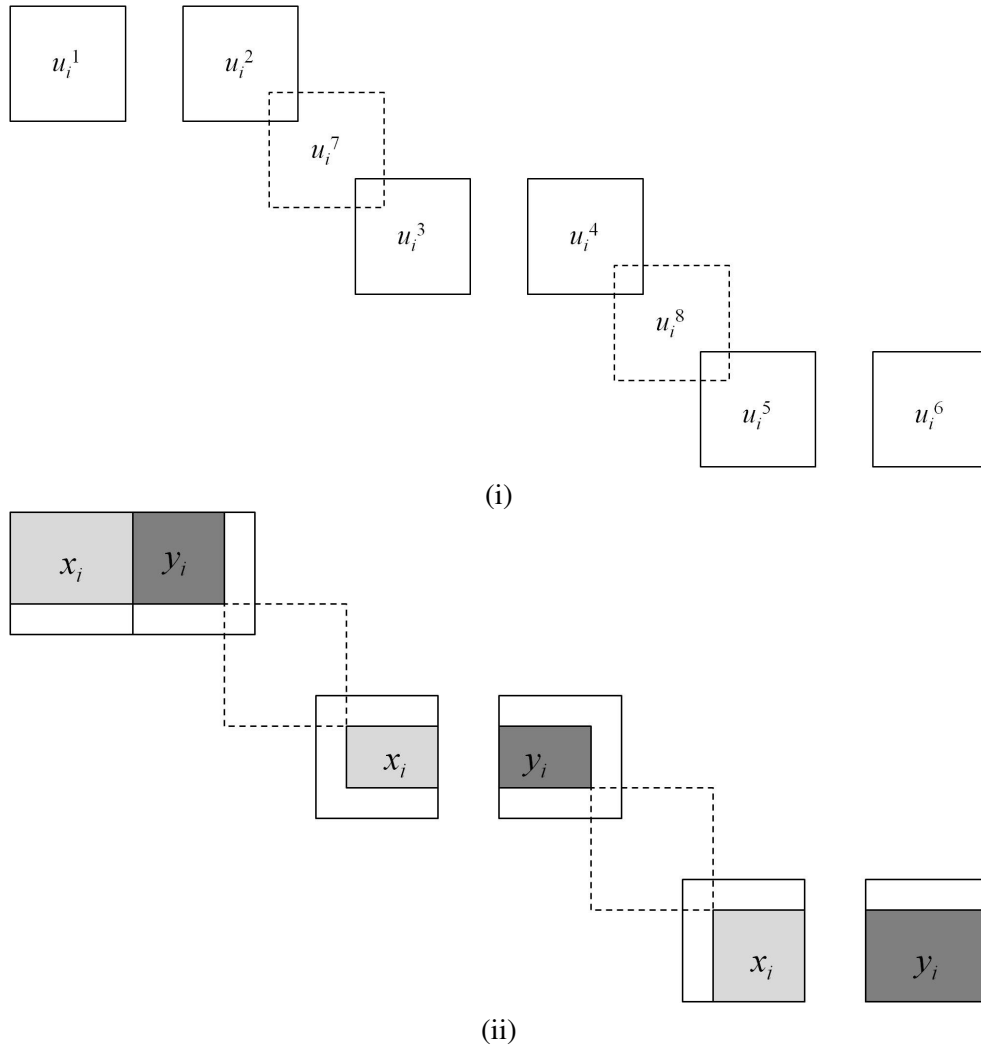 u_i^1 u_i^2
u_i^7
u_i^3 u_i^4
u_i^8
u_i^5 u_i^6
(i)
x_i y_i
x_i y_i
x_i y_i
(ii)